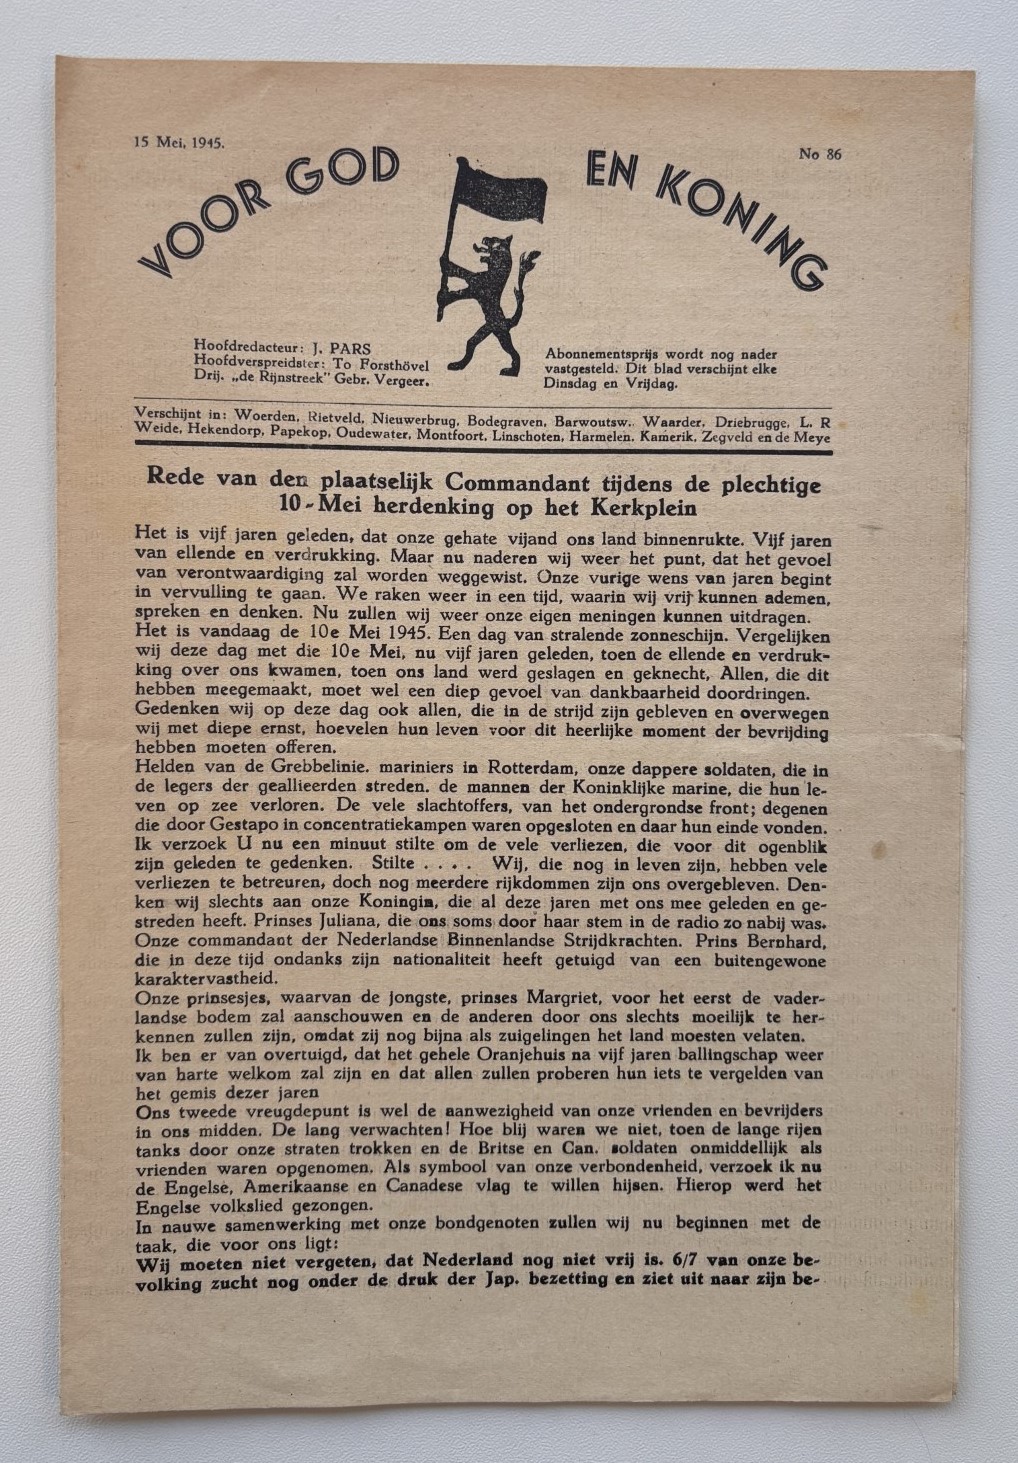 15 Mei, 1945.
No 86
VOOR GOD EN KONING
Hoofdredacteur: J. PARS
Hoofdverspreidster: To Forsthövel
Drij. „de Rijnstreek" Gebr. Vergeer.
Abonnementsprijs wordt nog nader
vastgesteld. Dit blad verschijnt elke
Dinsdag en Vrijdag.
Verschijnt in: Woerden, Rietveld, Nieuwerbrug, Bodegraven, Barwoutsw., Waarder, Driebrugge, L. R
Weide, Hekendorp, Papekop, Oudewater, Montfoort, Linschoten, Harmelen, Kamerik, Zegveld en de Meye
Rede van den plaatselijk Commandant tijdens de plechtige
10-Mei herdenking op het Kerkplein
Het is vijf jaren geleden, dat onze gehate vijand ons land binnenrukte. Vijf jaren
van ellende en verdrukking. Maar nu naderen wij weer het punt, dat het gevoel
van verontwaardiging zal worden weggewist. Onze vurige wens van jaren begint
in vervulling te gaan. We raken weer in een tijd, waarin wij vrij kunnen ademen,
spreken en denken. Nu zullen wij weer onze eigen meningen kunnen uitdragen.
Het is vandaag de 10e Mei 1945. Een dag van stralende zonneschijn. Vergelijken
wij deze dag met die 10e Mei, nu vijf jaren geleden, toen de ellende en verdruk-
king over ons kwamen, toen ons land werd geslagen en geknecht, Allen, die dit
hebben meegemaakt, moet wel een diep gevoel van dankbaarheid doordringen.
Gedenken wij op deze dag ook allen, die in de strijd zijn gebleven en overwegen
wij met diepe ernst, hoevelen hun leven voor dit heerlijke moment der bevrijding
hebben moeten offeren.
Helden van de Grebbelinie. mariniers in Rotterdam, onze dappere soldaten, die in
de legers der geallieerden streden. de mannen der Koninklijke marine, die hun le-
ven op zee verloren. De vele slachtoffers, van het ondergrondse front; degenen
die door Gestapo in concentratiekampen waren opgesloten en daar hun einde vonden.
Ik verzoek U nu een minuut stilte om de vele verliezen, die voor dit ogenblik
zijn geleden te gedenken. Stilte . . . . Wij, die nog in leven zijn, hebben vele
verliezen te betreuren, doch nog meerdere rijkdommen zijn ons overgebleven. Den-
ken wij slechts aan onze Koningin, die al deze jaren met ons mee geleden en ge-
streden heeft. Prinses Juliana, die ons soms door haar stem in de radio zo nabij was.
Onze commandant der Nederlandse Binnenlandse Strijdkrachten. Prins Bernhard,
die in deze tijd ondanks zijn nationaliteit heeft getuigd van een buitengewone
karaktervastheid.
Onze prinsesjes, waarvan de jongste, prinses Margriet, voor het eerst de vader-
landse bodem zal aanschouwen en de anderen door ons slechts moeilijk te her-
kennen zullen zijn, omdat zij nog bijna als zuigelingen het land moesten velaten.
Ik ben er van overtuigd, dat het gehele Oranjehuis na vijf jaren ballingschap weer
van harte welkom zal zijn en dat allen zullen proberen hun iets te vergelden van
het gemis dezer jaren
Ons tweede vreugdepunt is wel de aanwezigheid van onze vrienden en bevrijders
in ons midden. De lang verwachten! Hoe blij waren we niet, toen de lange rijen
tanks door onze straten trokken en de Britse en Can. soldaten onmiddellijk als
vrienden waren opgenomen. Als symbool van onze verbondenheid, verzoek ik nu
de Engelse, Amerikaanse en Canadese vlag te willen hijsen. Hierop werd het
Engelse volkslied gezongen.
In nauwe samenwerking met onze bondgenoten zullen wij nu beginnen met de
taak, die voor ons ligt:
Wij moeten niet vergeten, dat Nederland nog niet vrij is. 6/7 van onze be-
volking zucht nog onder de druk der Jap. bezetting en ziet uit naar zijn be-